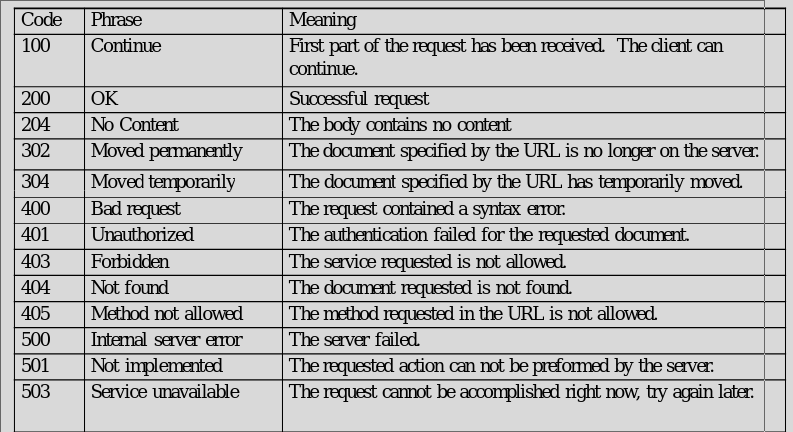 Code Phrase Meaning
100 Continue First part of the request has been received. The client can
continue.
200 OK Successful request
204 No Content The body contains no content
302 Moved permanently The document specified by the URL is no longer on the server.
304 Moved temporarily The document specified by the URL has temporarily moved.
400 Bad request The request contained a syntax error.
401 Unauthorized The authentication failed for the requested document.
403 Forbidden The service requested is not allowed.
404 Not found The document requested is not found.
405 Method not allowed The method requested in the URL is not allowed.
500 Internal server error The server failed.
501 Not implemented The requested action can not be preformed by the server.
503 Service unavailable The request cannot be accomplished right now, try again later.